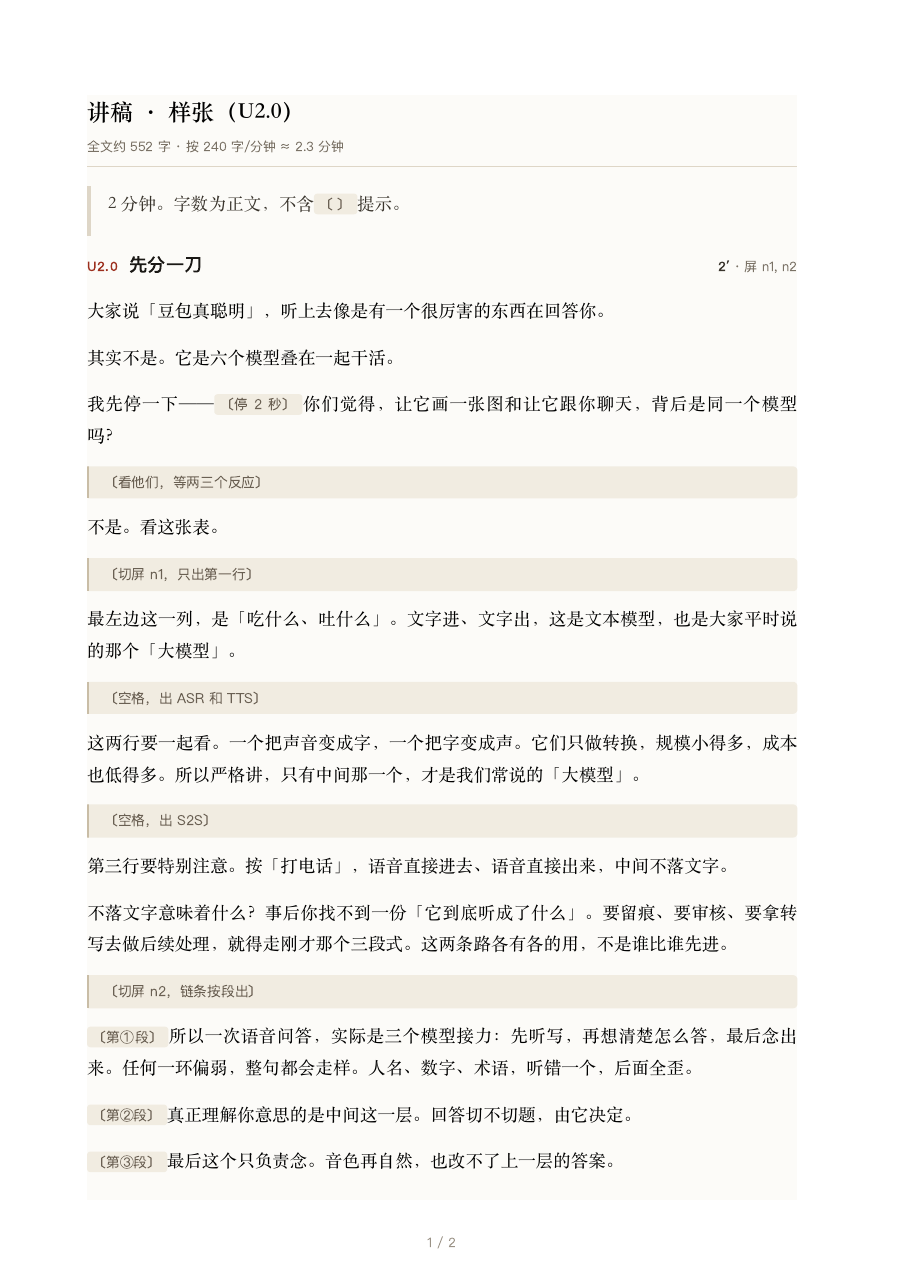 讲稿 · 样张（U2.0）
全文约 552 字 · 按 240 字/分钟 ≈ 2.3 分钟
2 分钟。字数为正文，不含〔〕提示。
U2.0 先分一刀 2′ · 屏 n1, n2
大家说「豆包真聪明」，听上去像是有一个很厉害的东西在回答你。
其实不是。它是六个模型叠在一起干活。
我先停一下——〔停 2 秒〕你们觉得，让它画一张图和让它跟你聊天，背后是同一个模型
吗？
〔看他们，等两三个反应〕
不是。看这张表。
〔切屏 n1，只出第一行〕
最左边这一列，是「吃什么、吐什么」。文字进、文字出，这是文本模型，也是大家平时说
的那个「大模型」。
〔空格，出 ASR 和 TTS〕
这两行要一起看。一个把声音变成字，一个把字变成声。它们只做转换，规模小得多，成本
也低得多。所以严格讲，只有中间那一个，才是我们常说的「大模型」。
〔空格，出 S2S〕
第三行要特别注意。按「打电话」，语音直接进去、语音直接出来，中间不落文字。
不落文字意味着什么？事后你找不到一份「它到底听成了什么」。要留痕、要审核、要拿转
写去做后续处理，就得走刚才那个三段式。这两条路各有各的用，不是谁比谁先进。
〔切屏 n2，链条按段出〕
〔第①段〕所以一次语音问答，实际是三个模型接力：先听写，再想清楚怎么答，最后念出
来。任何一环偏弱，整句都会走样。人名、数字、术语，听错一个，后面全歪。
〔第②段〕真正理解你意思的是中间这一层。回答切不切题，由它决定。
〔第③段〕最后这个只负责念。音色再自然，也改不了上一层的答案。
1 / 2